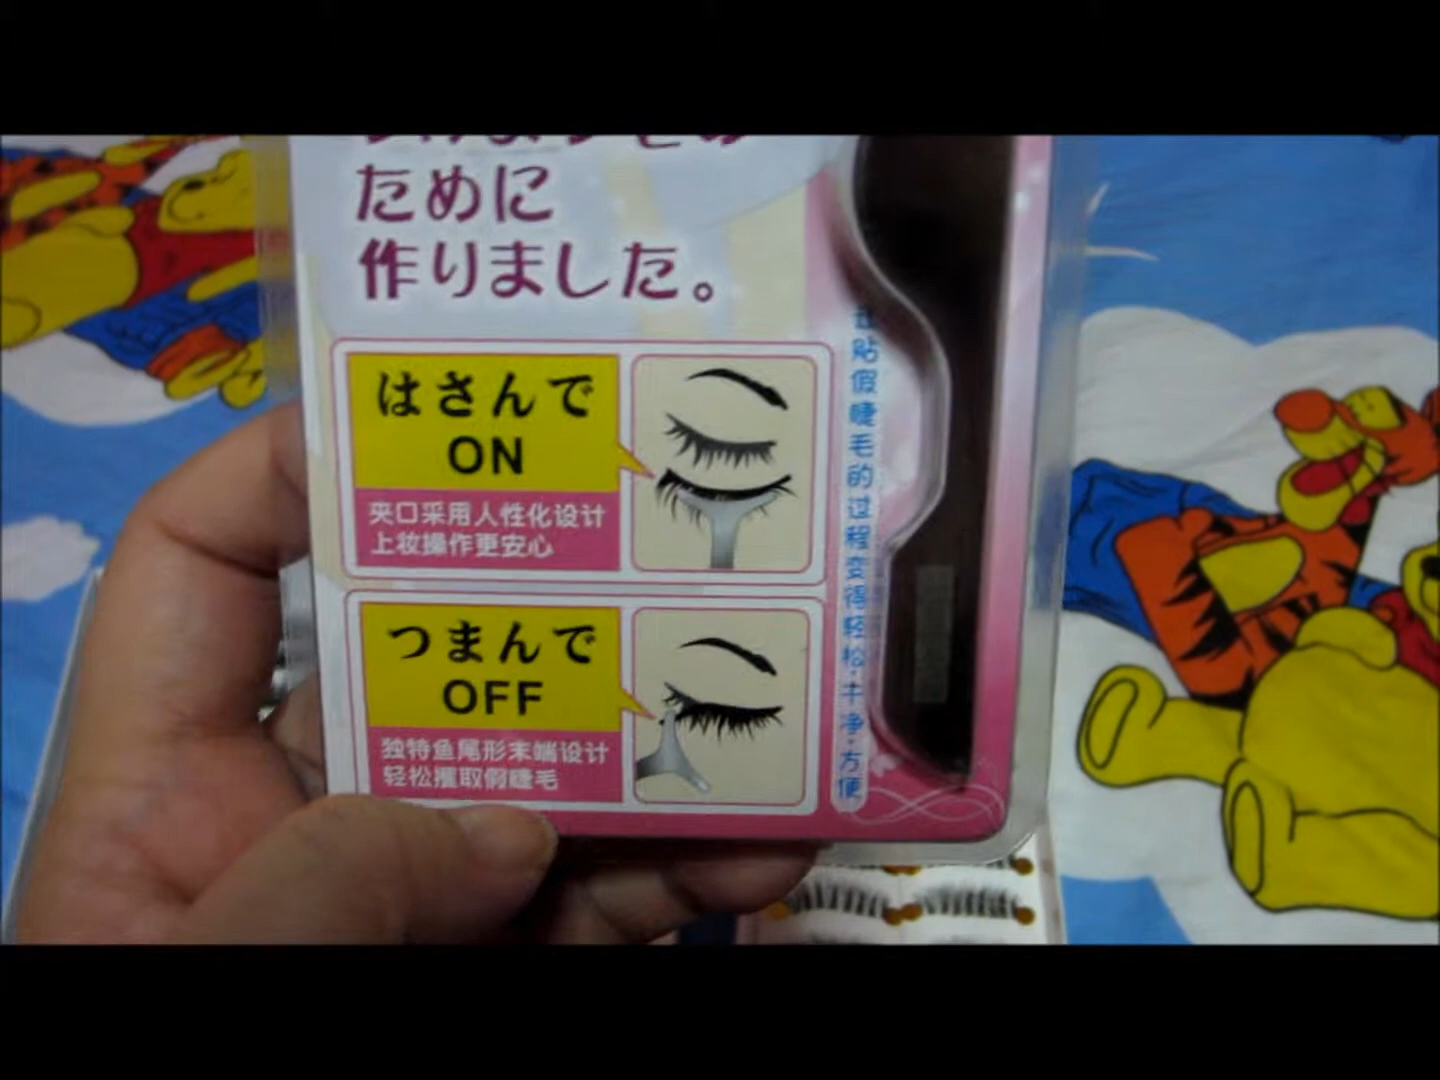 ために
作りました。
はさんで
ON
夹口采用人性化设计
上妆操作更安心
つまんで
OFF
独特鱼尾形末端设计
轻松摧取假睫毛
贴假睫毛的过程变得轻松·干净·方便